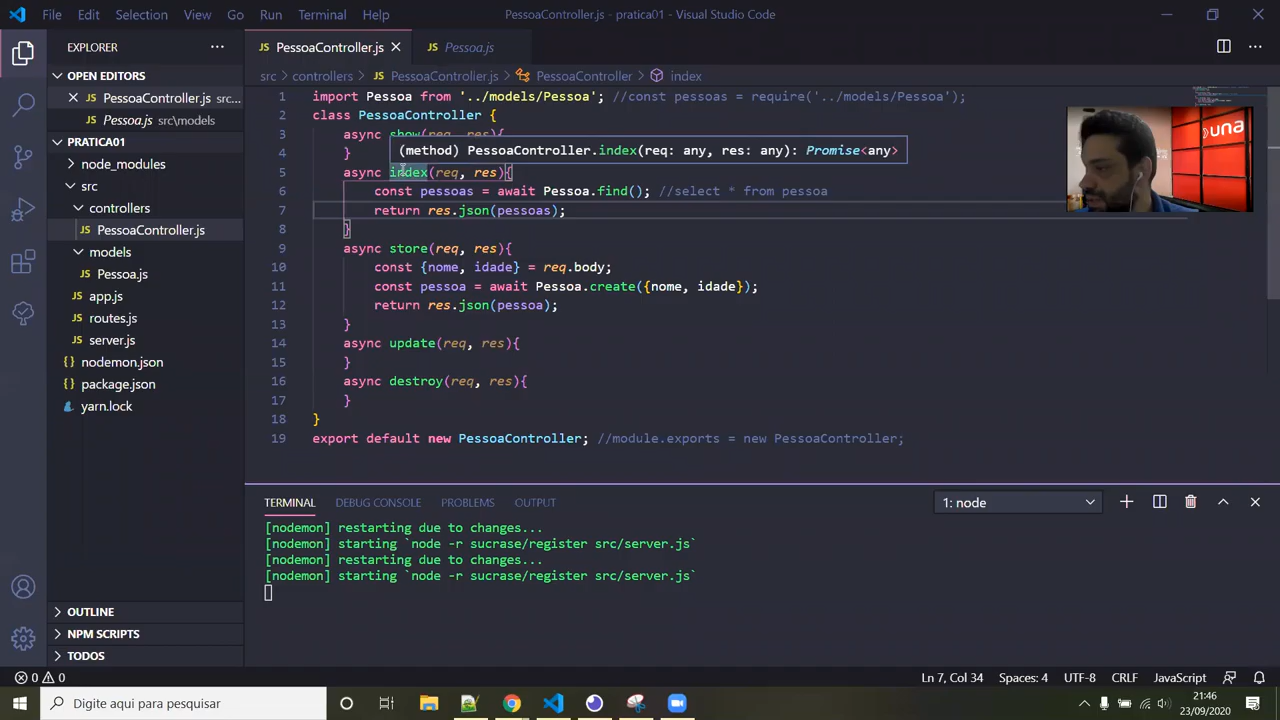 File Edit Selection View Go Run Terminal Help
PessoaController.js - pratica01 - Visual Studio Code
EXPLORER
OPEN EDITORS
PessoaController.js src...
Pessoa.js src\models
PRATICA01
node_modules
src
controllers
PessoaController.js
models
Pessoa.js
app.js
routes.js
server.js
nodemon.json
package.json
yarn.lock
OUTLINE
NPM SCRIPTS
TODOS
JS PessoaController.js
JS Pessoa.js
src > controllers > JS PessoaController.js > PessoaController > index
1 import Pessoa from '../models/Pessoa'; //const pessoas = require('../models/Pessoa');
2 class PessoaController {
3 async show(req, res){
(method) PessoaController.index(req: any, res: any): Promise<any>
4 }
5 async index(req, res){
6 const pessoas = await Pessoa.find(); //select * from pessoa
7 return res.json(pessoas);
8 }
9 async store(req, res){
10 const {nome, idade} = req.body;
11 const pessoa = await Pessoa.create({nome, idade});
12 return res.json(pessoa);
13 }
14 async update(req, res){
15 }
16 async destroy(req, res){
17 }
18 }
19 export default new PessoaController; //module.exports = new PessoaController;
una
TERMINAL DEBUG CONSOLE PROBLEMS OUTPUT
1: node
[nodemon] restarting due to changes...
[nodemon] starting `node -r sucrase/register src/server.js`
[nodemon] restarting due to changes...
[nodemon] starting `node -r sucrase/register src/server.js`
0 0
Ln 7, Col 34 Spaces: 4 UTF-8 CRLF JavaScript
Digite aqui para pesquisar
21:46
23/09/2020